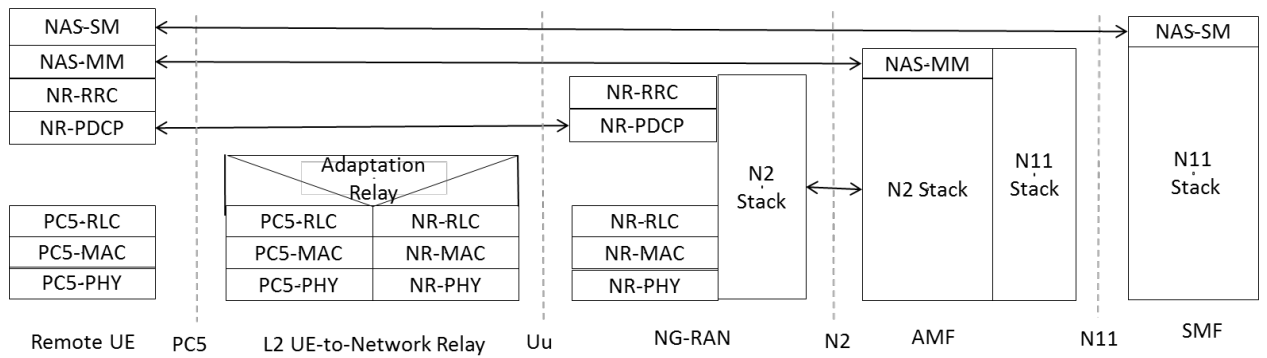 NAS-SM
NAS-MM
NR-RRC
NR-PDCP
PC5-RLC
PC5-MAC
PC5-PHY
Remote UE
PC5
Adaptation
Relay
PC5-RLC
NR-RLC
PC5-MAC
NR-MAC
PC5-PHY
NR-PHY
L2 UE-to-Network Relay
Uu
NR-RRC
NR-PDCP
NR-RLC
NR-MAC
NR-PHY
N2
Stack
NG-RAN
N2
NAS-MM
N2 Stack
N11
Stack
AMF
N11
NAS-SM
N11
Stack
SMF